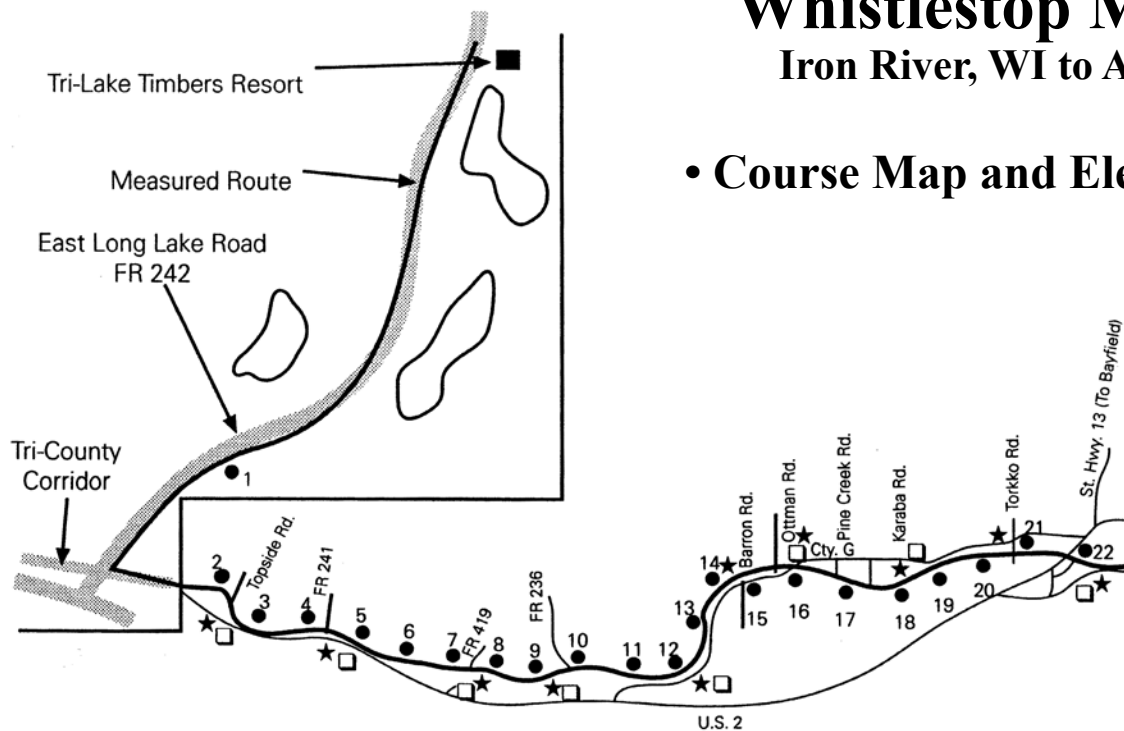 Whistlestop M
Iron River, WI to A
• Course Map and Ele
Tri-Lake Timbers Resort
Measured Route
East Long Lake Road
FR 242
Tri-County
Corridor
1
2
Topside Rd.
3
4
FR 241
5
6
7
FR 419
8
9
FR 236
10
11
12
13
14
Barron Rd.
15
Ottman Rd.
16
Cty. G
Pine Creek Rd.
17
Karaba Rd.
18
19
20
Torkko Rd.
21
St. Hwy. 13 (To Bayfield)
22
U.S. 2